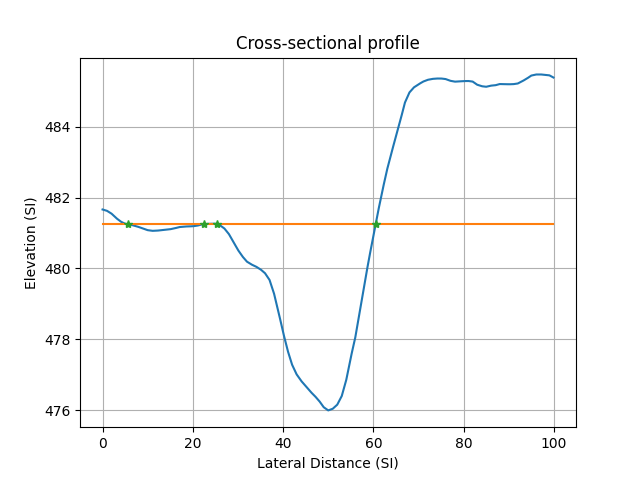 Cross-sectional profile
Elevation (SI)
484
482
480
478
476
0 20 40 60 80 100
Lateral Distance (SI)